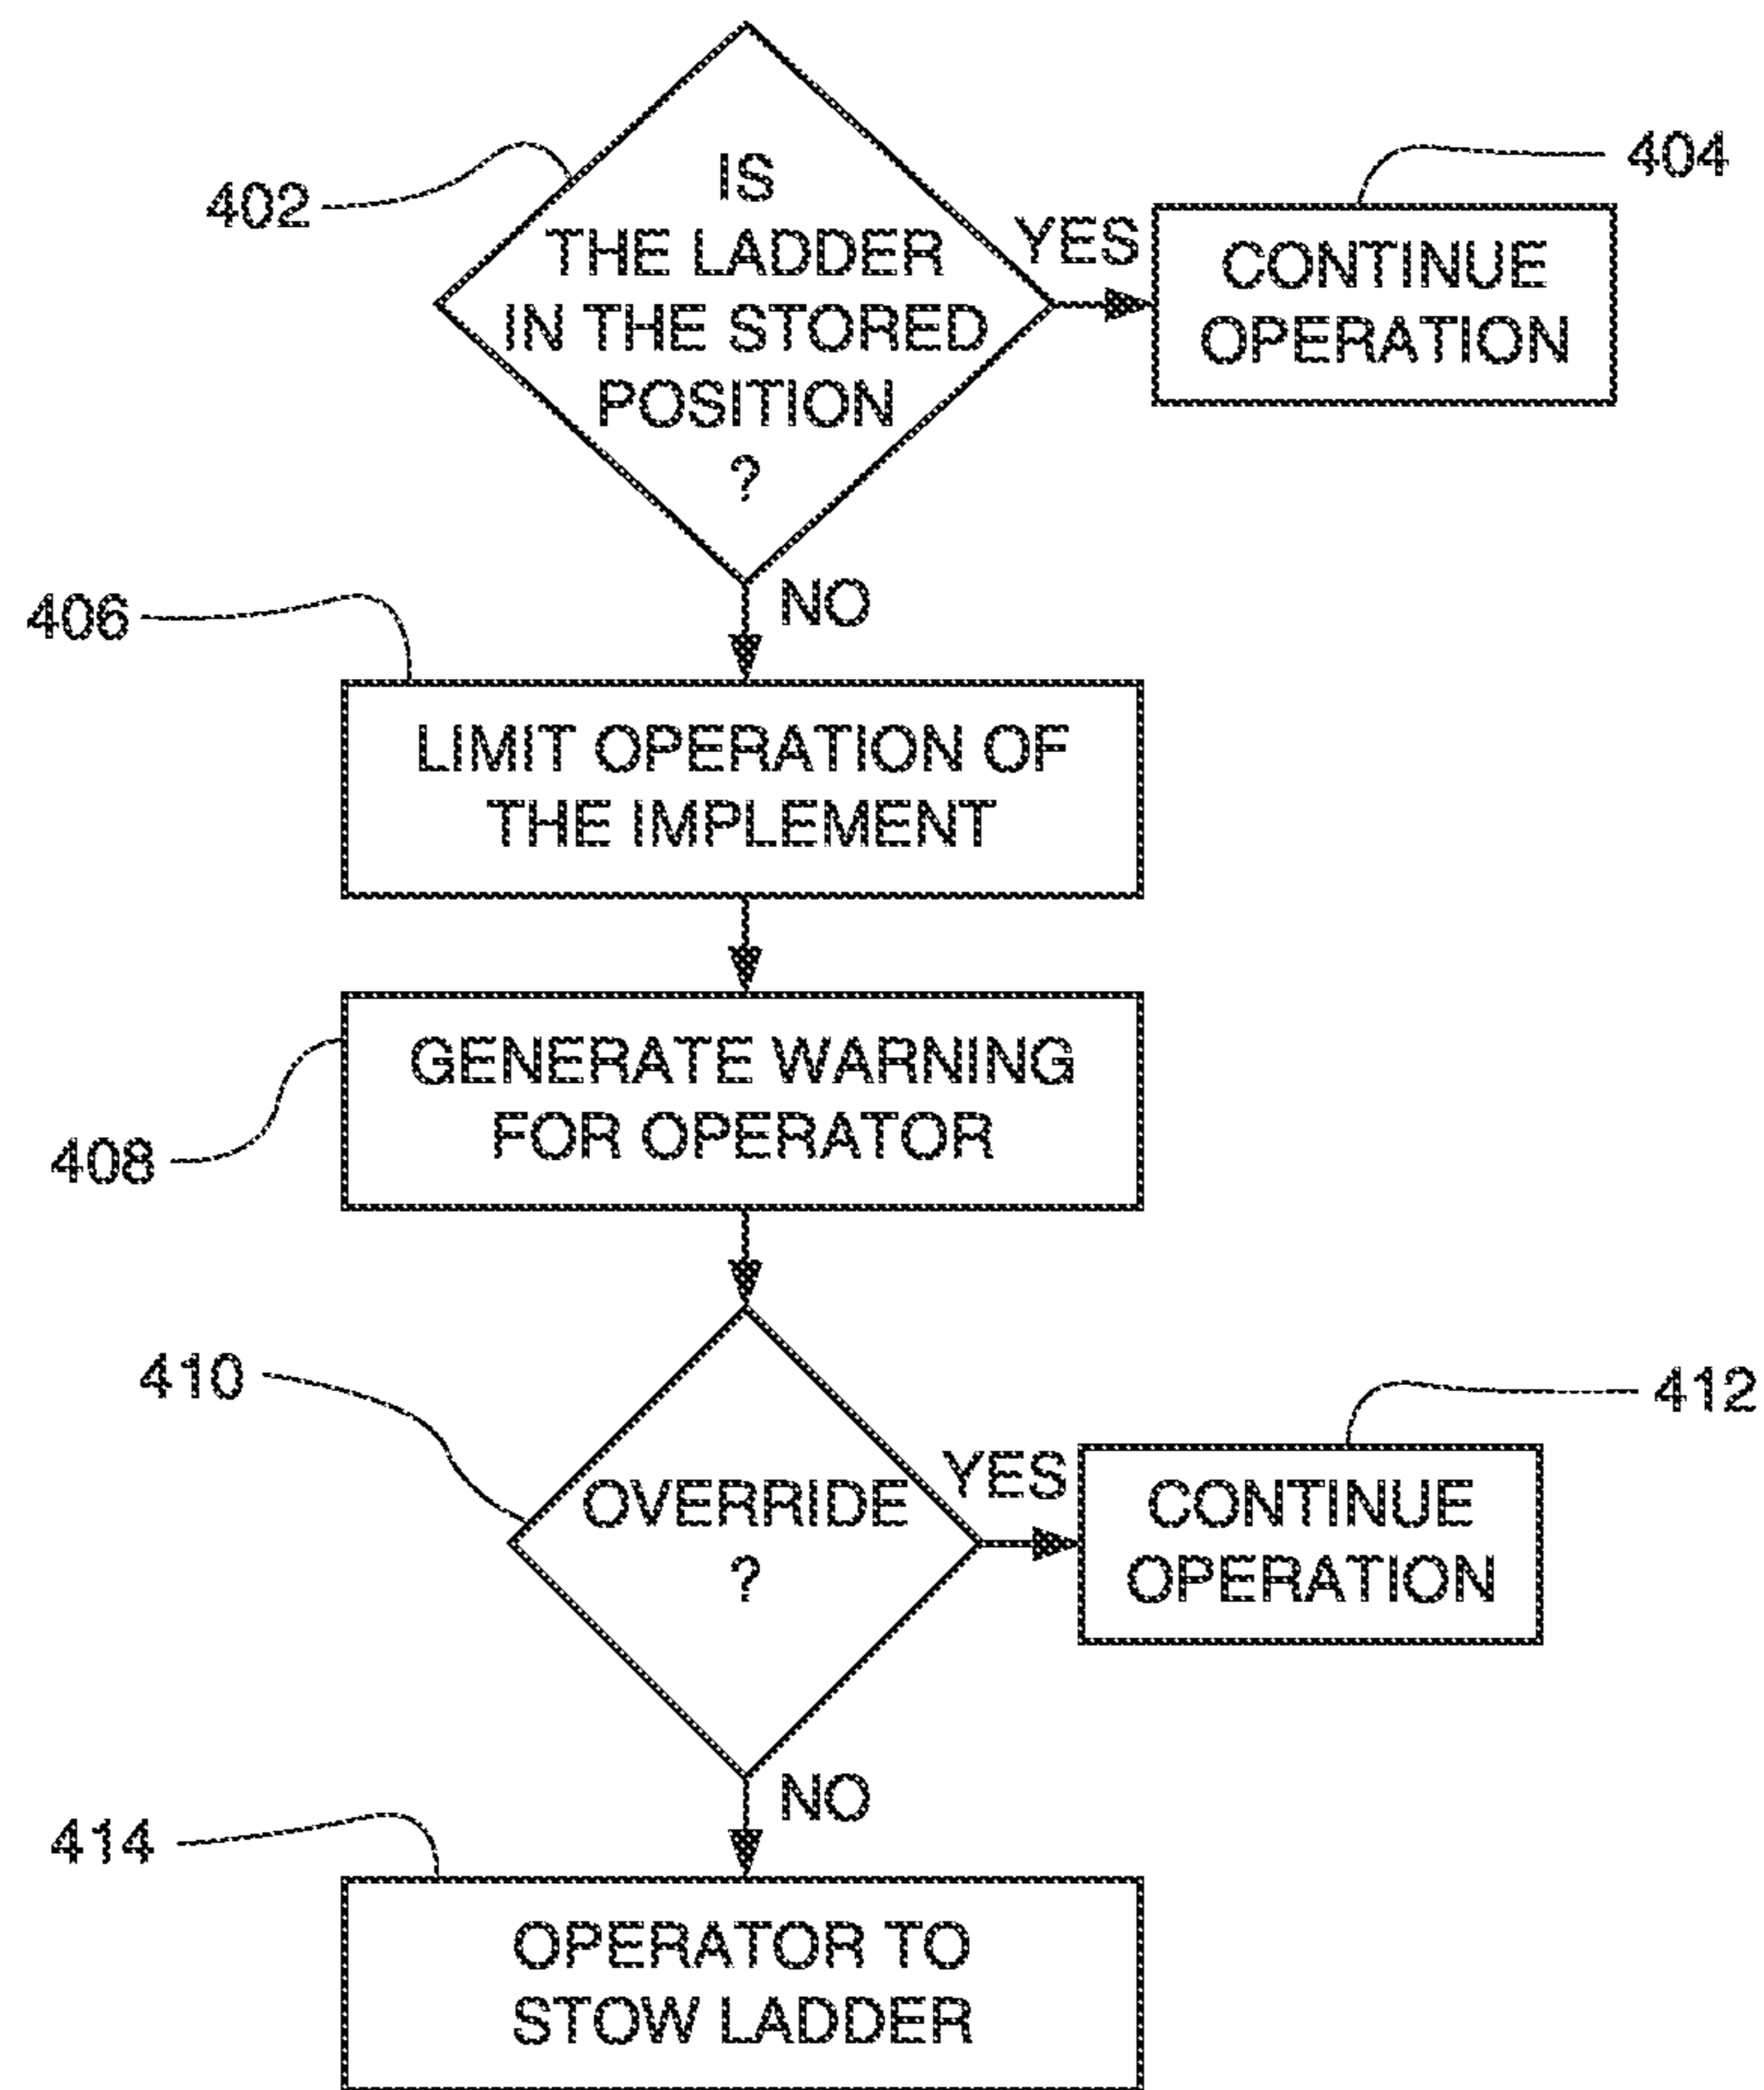 402
IS
THE LADDER
IN THE STORED
POSITION
?
YES
404
CONTINUE
OPERATION
NO
406
LIMIT OPERATION OF
THE IMPLEMENT
408
GENERATE WARNING
FOR OPERATOR
410
OVERRIDE
?
YES
412
CONTINUE
OPERATION
NO
414
OPERATOR TO
STOW LADDER